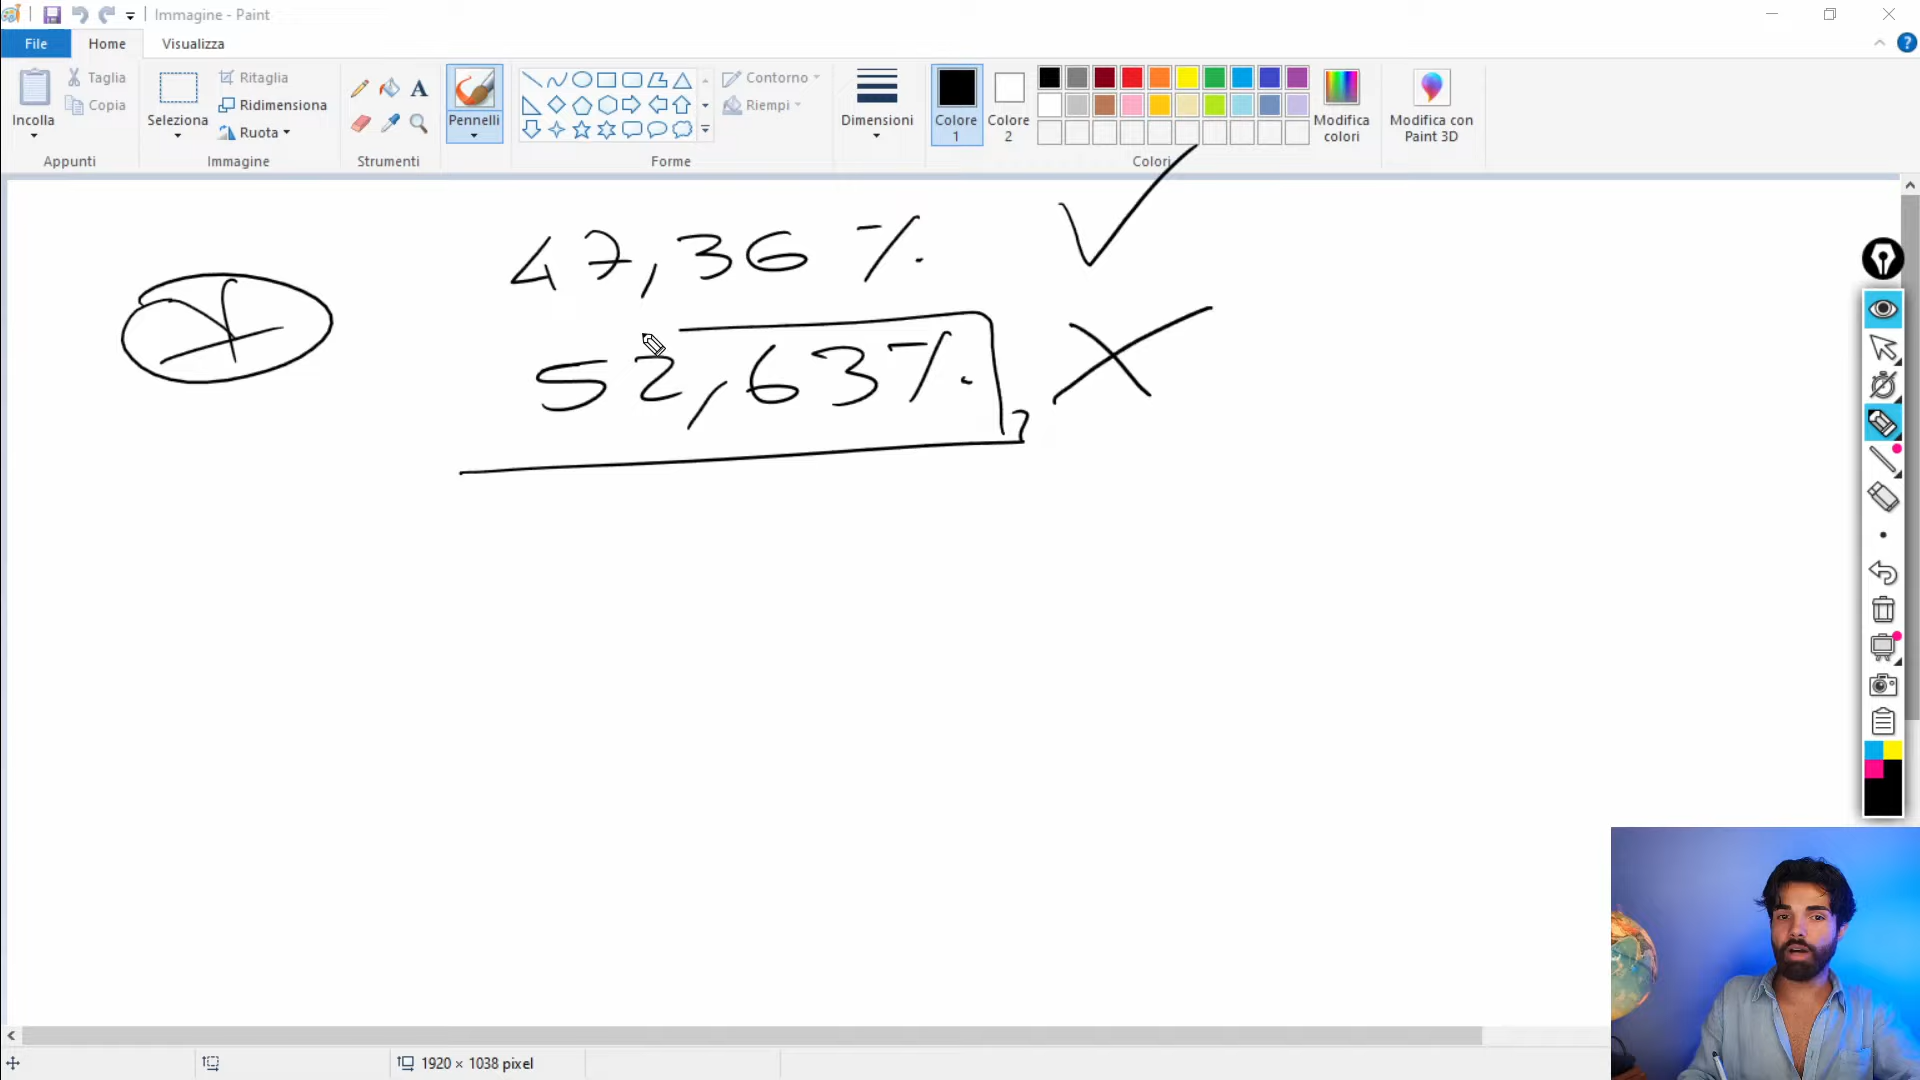 Immagine - Paint
File Home Visualizza
Incolla
Taglia
Copia
Appunti
Seleziona
Ritaglia
Ridimensiona
Ruota
Immagine
Strumenti
A
Pennelli
Forme
Contorno
Riempi
Dimensioni
Colore 1
Colore 2
Modifica colori
Colori
Modifica con Paint 3D
47,36 %
52,63%
1920 × 1038 pixel